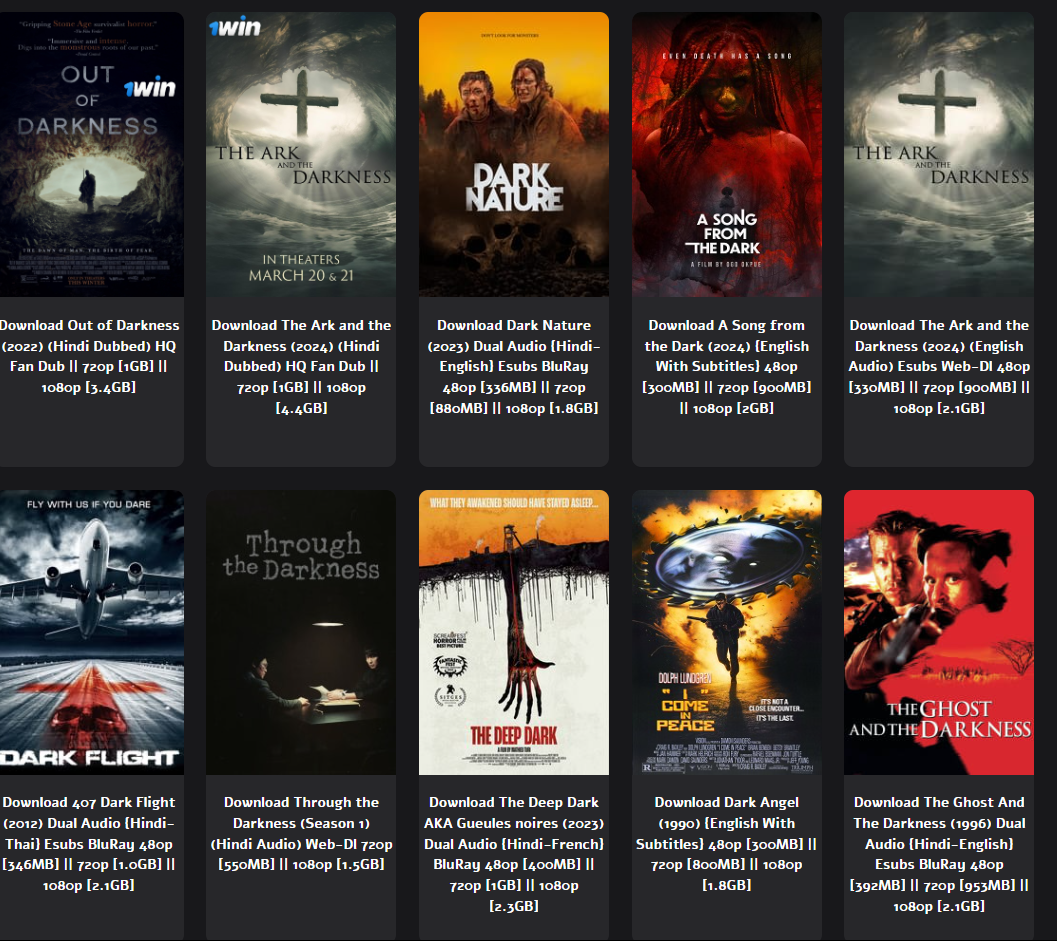 "Gripping Stone Age survivalist horror."
"Immersive and intense.
Digs into the monstrous roots of our past."
OUT
OF
DARKNESS
1win
THE DAWN OF MAN. THE BIRTH OF FEAR.
THIS WINTER
1win
THE ARK
AND THE
DARKNESS
IN THEATERS
MARCH 20 & 21
DON'T LOOK FOR MONSTERS
DARK
NATURE
EVEN DEATH HAS A SONG
A SONG
FROM
THE DARK
A FILM BY OGO OKPUE
THE ARK
AND THE
DARKNESS
Download Out of Darkness
(2022) (Hindi Dubbed) HQ
Fan Dub || 720p [1GB] ||
1080p [3.4GB]
Download The Ark and the
Darkness (2024) (Hindi
Dubbed) HQ Fan Dub ||
720p [1GB] || 1080p
[4.4GB]
Download Dark Nature
(2023) Dual Audio {Hindi-
English} Esubs BluRay
480p [336MB] || 720p
[880MB] || 1080p [1.8GB]
Download A Song from
the Dark (2024) {English
With Subtitles} 480p
[300MB] || 720p [900MB]
|| 1080p [2GB]
Download The Ark and the
Darkness (2024) (English
Audio) Esubs Web-Dl 480p
[330MB] || 720p [900MB] ||
1080p [2.1GB]
FLY WITH US IF YOU DARE
DARK FLIGHT
Through
the Darkness
WHAT THEY AWAKENED SHOULD HAVE STAYED ASLEEP...
SCREAMFEST
HORROR FILM
BEST PICTURE
FANTASTIC
FEST
SITGES
THE DEEP DARK
DOLPH LUNDGREN
"I
COME
IN
PEACE"
IT'S NOT A
CLOSE ENCOUNTER...
IT'S THE LAST.
R
THE GHOST
AND THE DARKNESS
Download 407 Dark Flight
(2012) Dual Audio {Hindi-
Thai} Esubs BluRay 480p
[346MB] || 720p [1.0GB] ||
1080p [2.1GB]
Download Through the
Darkness (Season 1)
(Hindi Audio) Web-Dl 720p
[550MB] || 1080p [1.5GB]
Download The Deep Dark
AKA Gueules noires (2023)
Dual Audio {Hindi-French}
BluRay 480p [400MB] ||
720p [1GB] || 1080p
[2.3GB]
Download Dark Angel
(1990) {English With
Subtitles} 480p [300MB] ||
720p [800MB] || 1080p
[1.8GB]
Download The Ghost And
The Darkness (1996) Dual
Audio {Hindi-English}
Esubs BluRay 480p
[392MB] || 720p [953MB] ||
1080p [2.1GB]